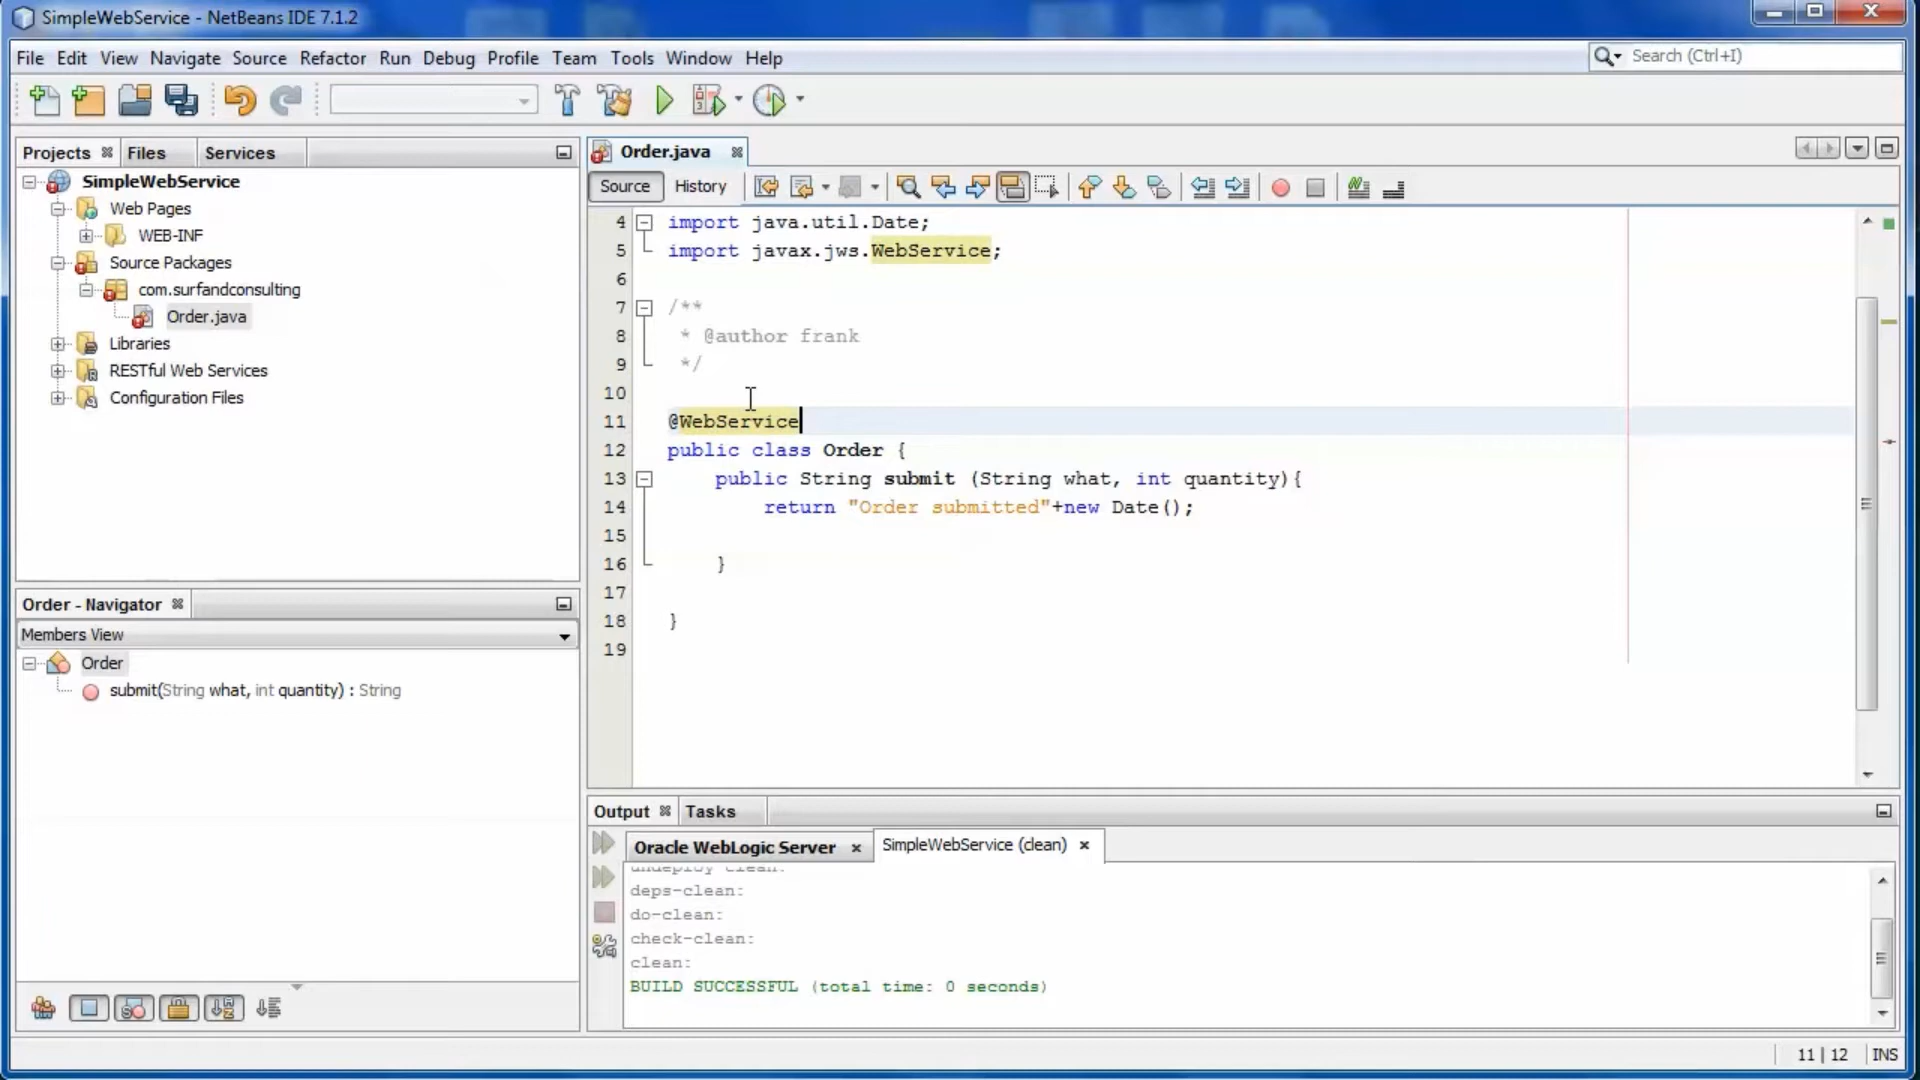 SimpleWebService - NetBeans IDE 7.1.2
File Edit View Navigate Source Refactor Run Debug Profile Team Tools Window Help
Search (Ctrl+I)
Projects Files Services
SimpleWebService
Web Pages
WEB-INF
Source Packages
com.surfandconsulting
Order.java
Libraries
RESTful Web Services
Configuration Files
Order - Navigator
Members View
Order
submit(String what, int quantity) : String
Order.java
Source History
4 import java.util.Date;
5 import javax.jws.WebService;
6
7 /**
8 * @author frank
9 */
10
11 @WebService
12 public class Order {
13 public String submit (String what, int quantity){
14 return "Order submitted"+new Date();
15
16 }
17
18 }
19
Output Tasks
Oracle WebLogic Server SimpleWebService (clean)
undeploy-clean:
deps-clean:
do-clean:
check-clean:
clean:
BUILD SUCCESSFUL (total time: 0 seconds)
11 | 12 INS